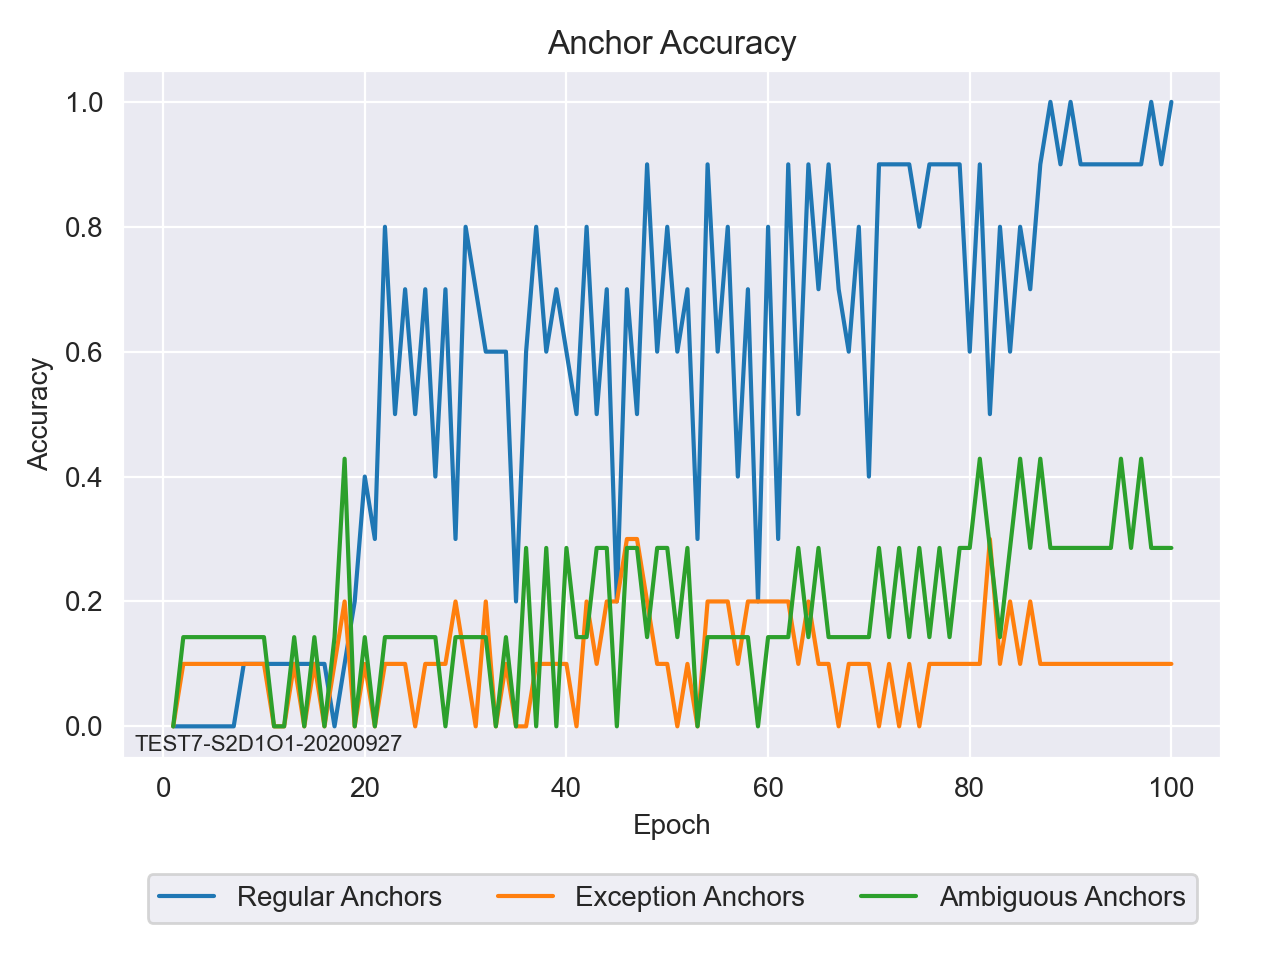 Anchor Accuracy
1.0
0.8
0.6
0.4
0.2
0.0
Accuracy
TEST7-S2D1O1-20200927
0 20 40 60 80 100
Epoch
Regular Anchors Exception Anchors Ambiguous Anchors